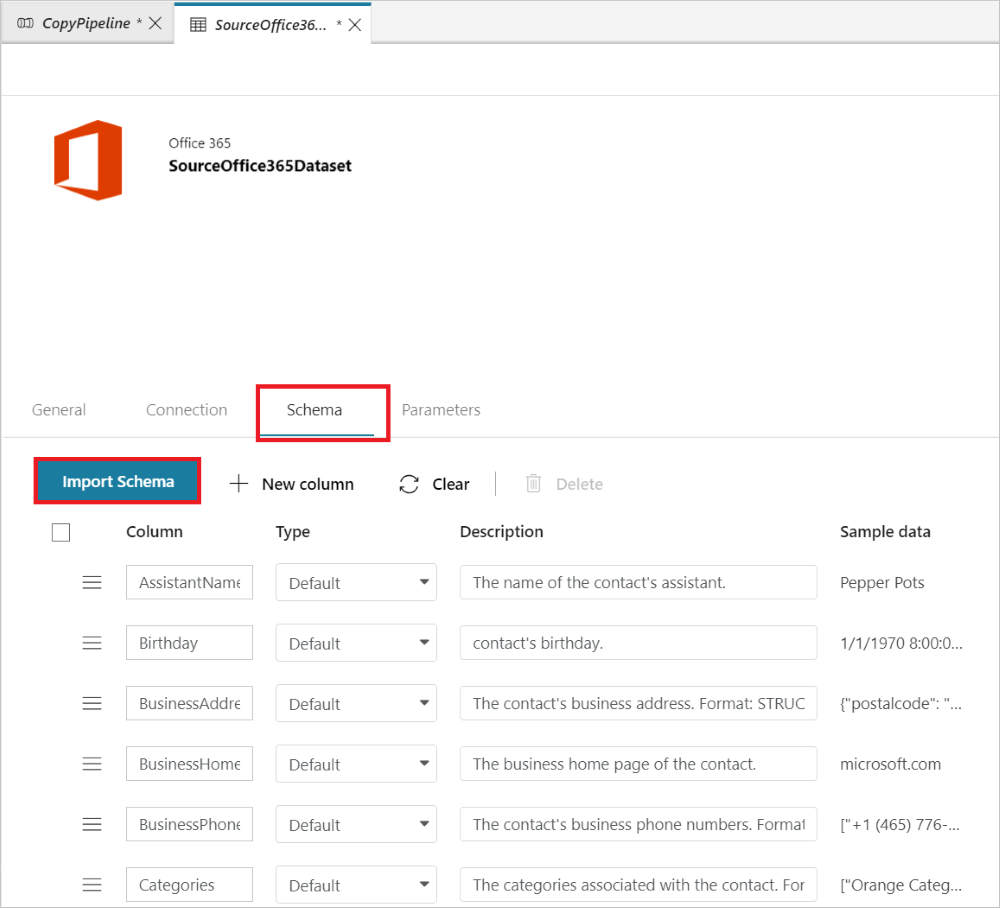 CopyPipeline *
SourceOffice36... *
Office 365
SourceOffice365Dataset
General Connection Schema Parameters
Import Schema New column Clear Delete
Column Type Description Sample data
AssistantName Default The name of the contact's assistant. Pepper Pots
Birthday Default contact's birthday. 1/1/1970 8:00:0...
BusinessAddre Default The contact's business address. Format: STRUC {"postalcode": "...
BusinessHome Default The business home page of the contact. microsoft.com
BusinessPhone Default The contact's business phone numbers. Format ["+1 (465) 776-...
Categories Default The categories associated with the contact. For ["Orange Categ...